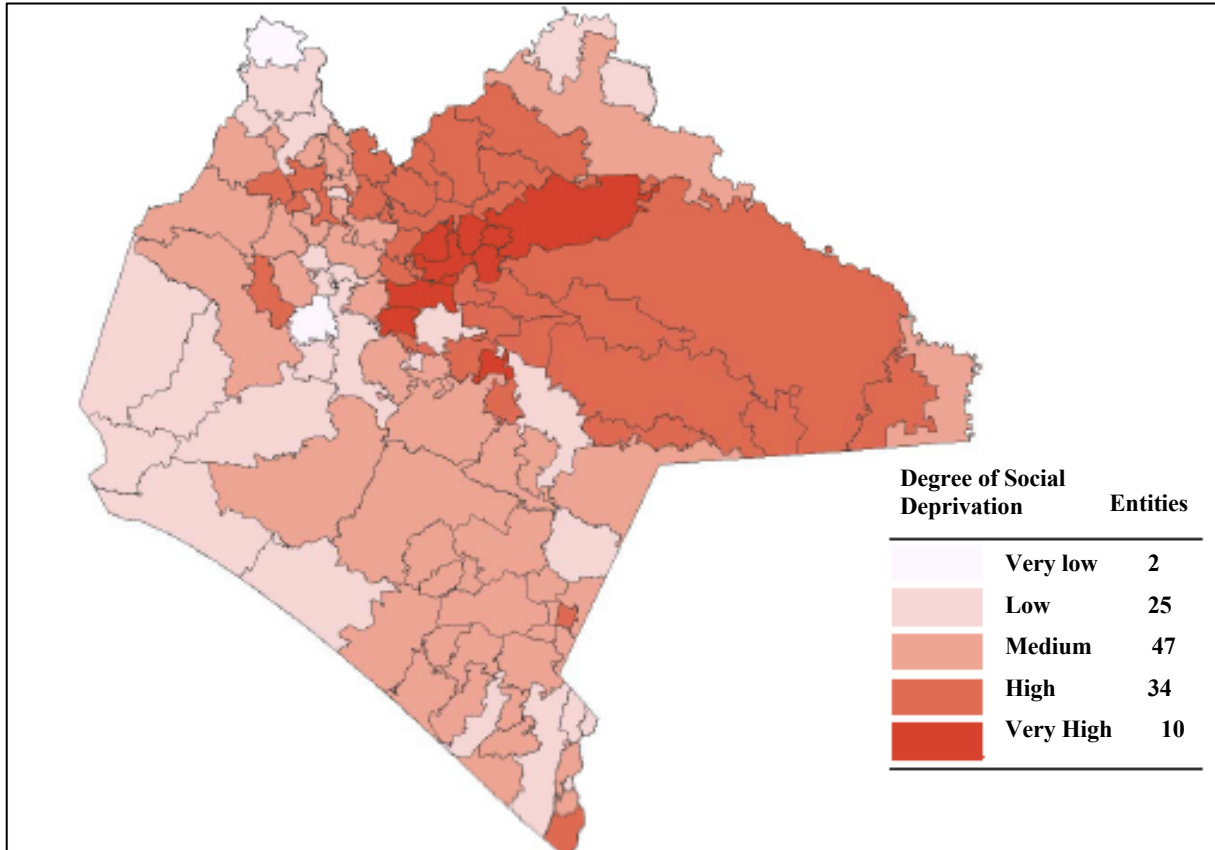 Degree of Social
Deprivation Entities
Very low 2
Low 25
Medium 47
High 34
Very High 10